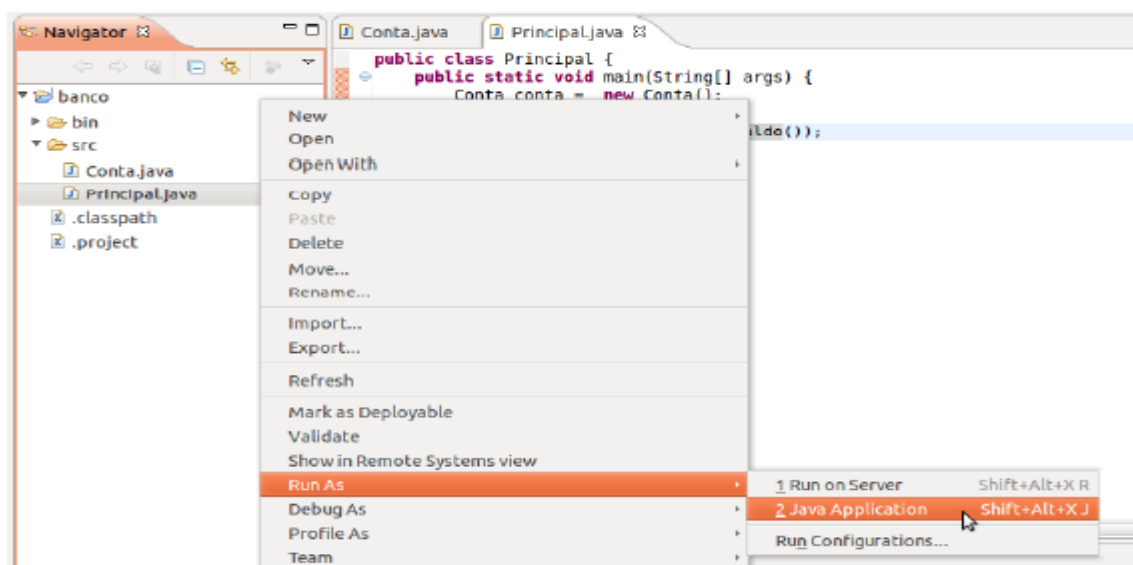 Navigator
Conta.java
Principal.java
public class Principal {
public static void main(String[] args) {
Conta conta = new Conta();
aldo());
banco
bin
src
Conta.java
Principal.java
.classpath
.project
New
Open
Open With
Copy
Paste
Delete
Move...
Rename...
Import...
Export...
Refresh
Mark as Deployable
Validate
Show in Remote Systems view
Run As
Debug As
Profile As
Team
1 Run on Server Shift+Alt+X R
2 Java Application Shift+Alt+X J
Run Configurations...